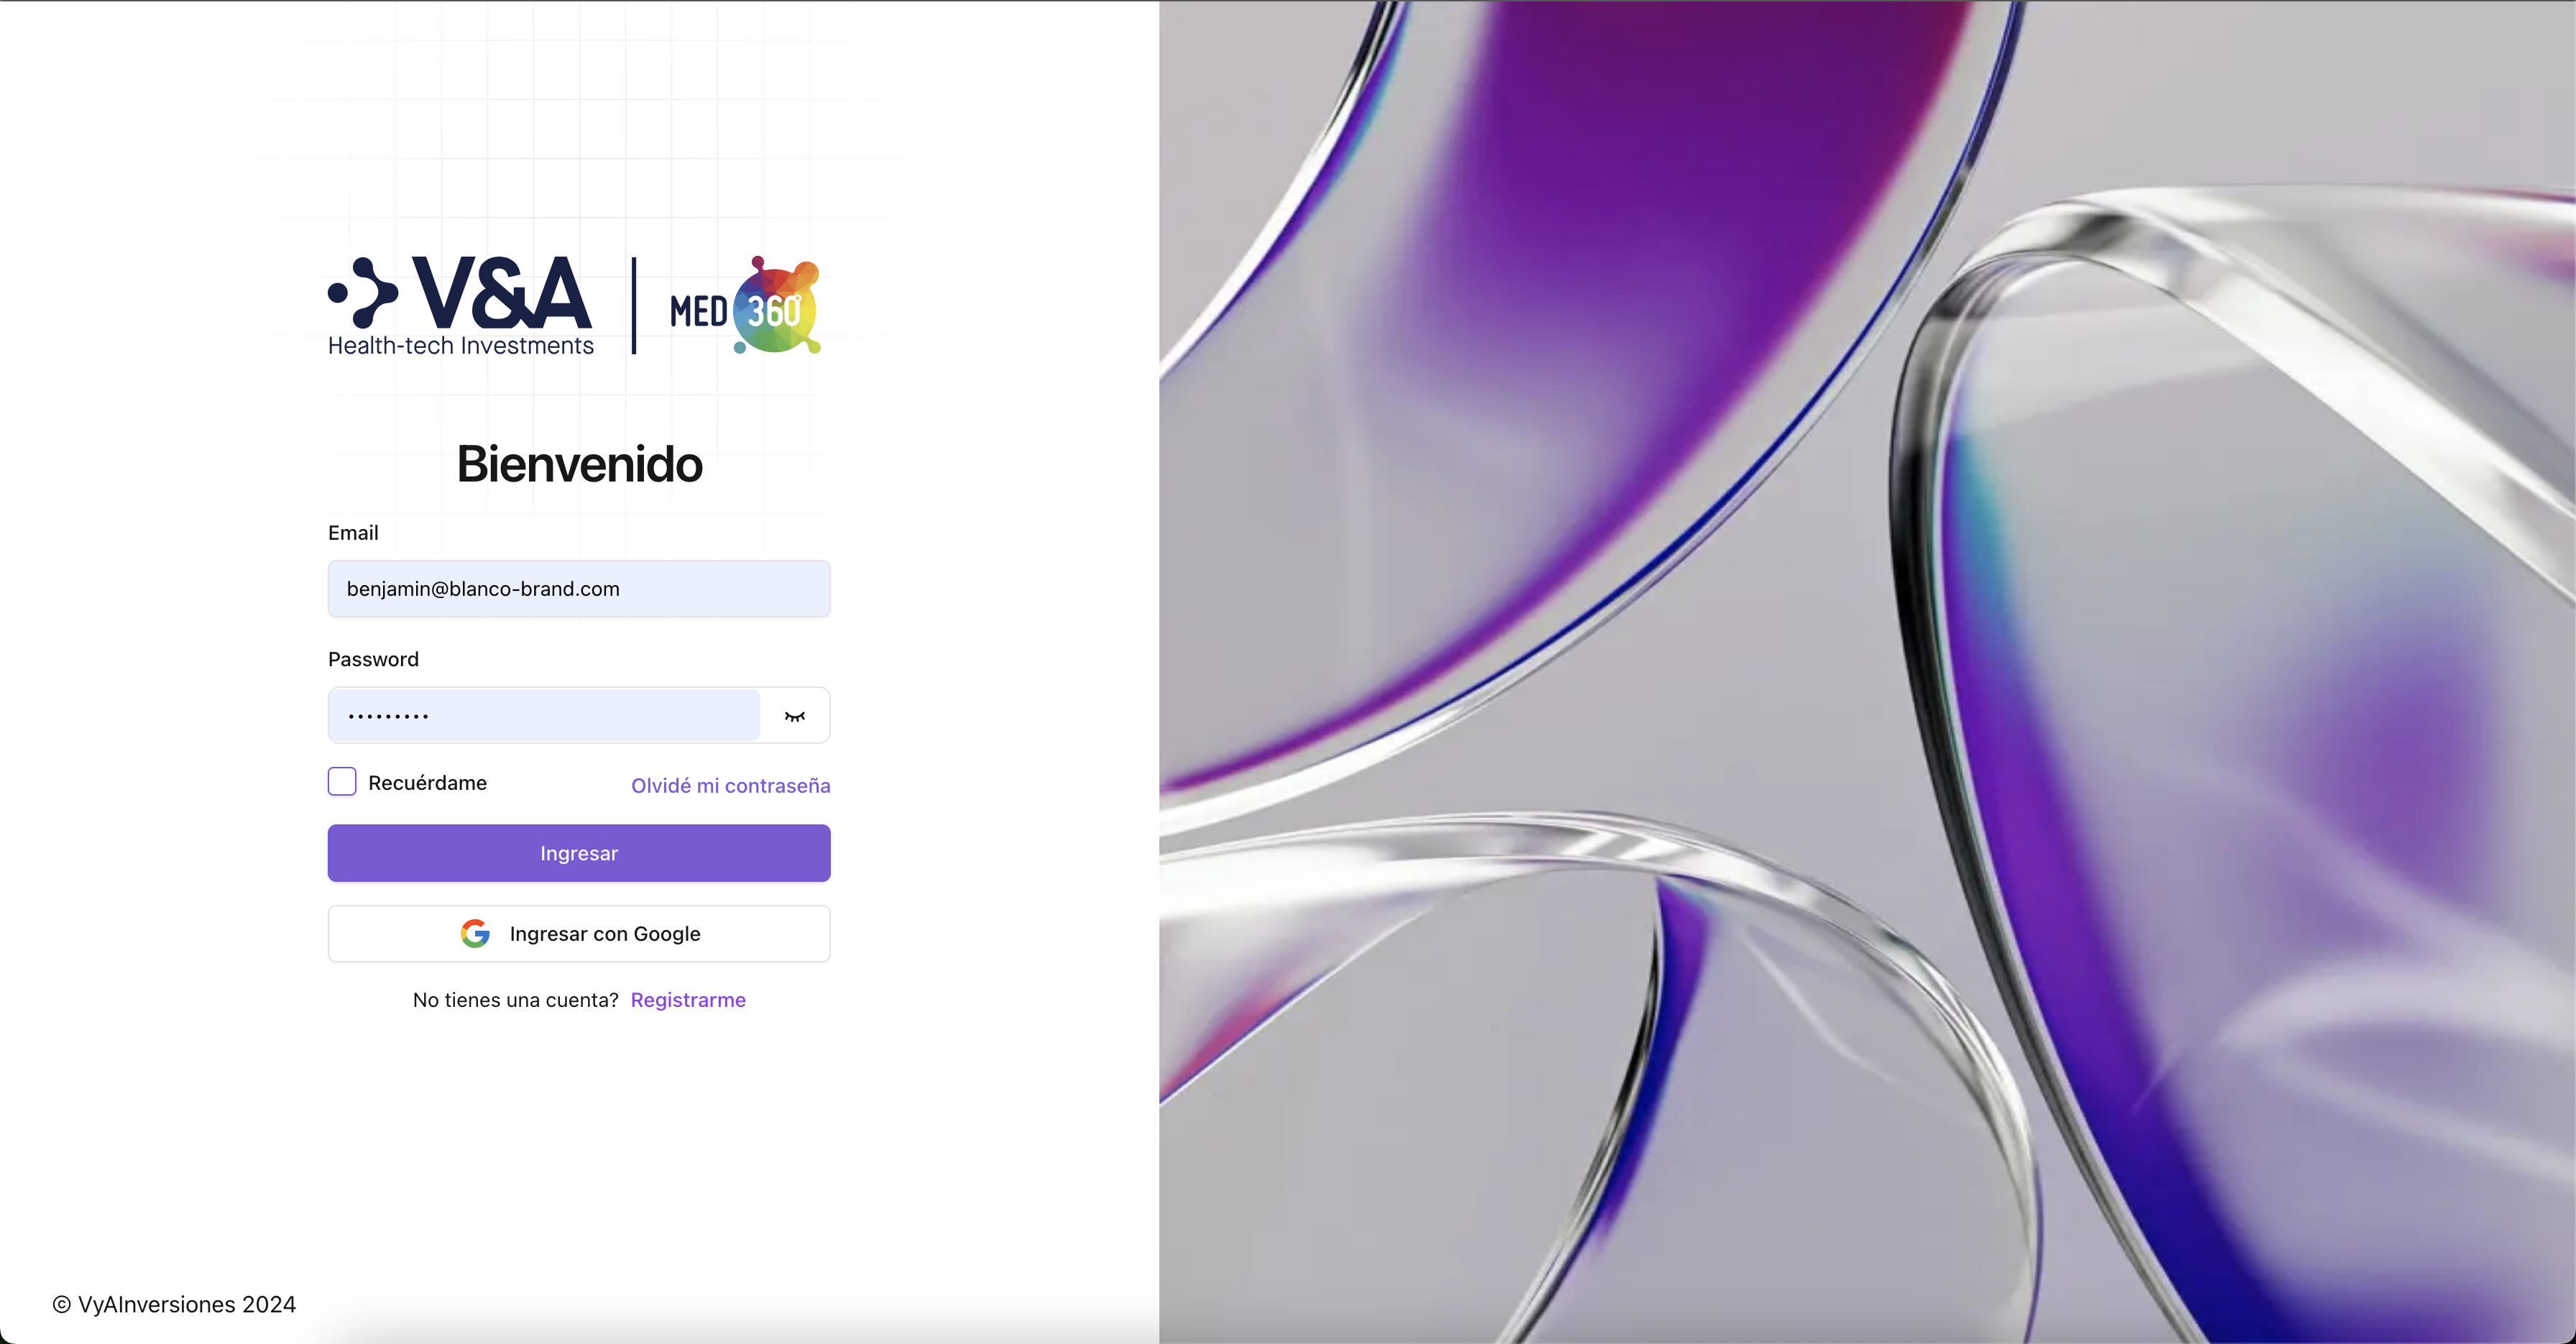 V&A
Health-tech Investments
MED 360°
Bienvenido
Email
benjamin@blanco-brand.com
Password
•••••••••
Recuérdame
Olvidé mi contraseña
Ingresar
Ingresar con Google
No tienes una cuenta? Registrarme
© VyAInversiones 2024